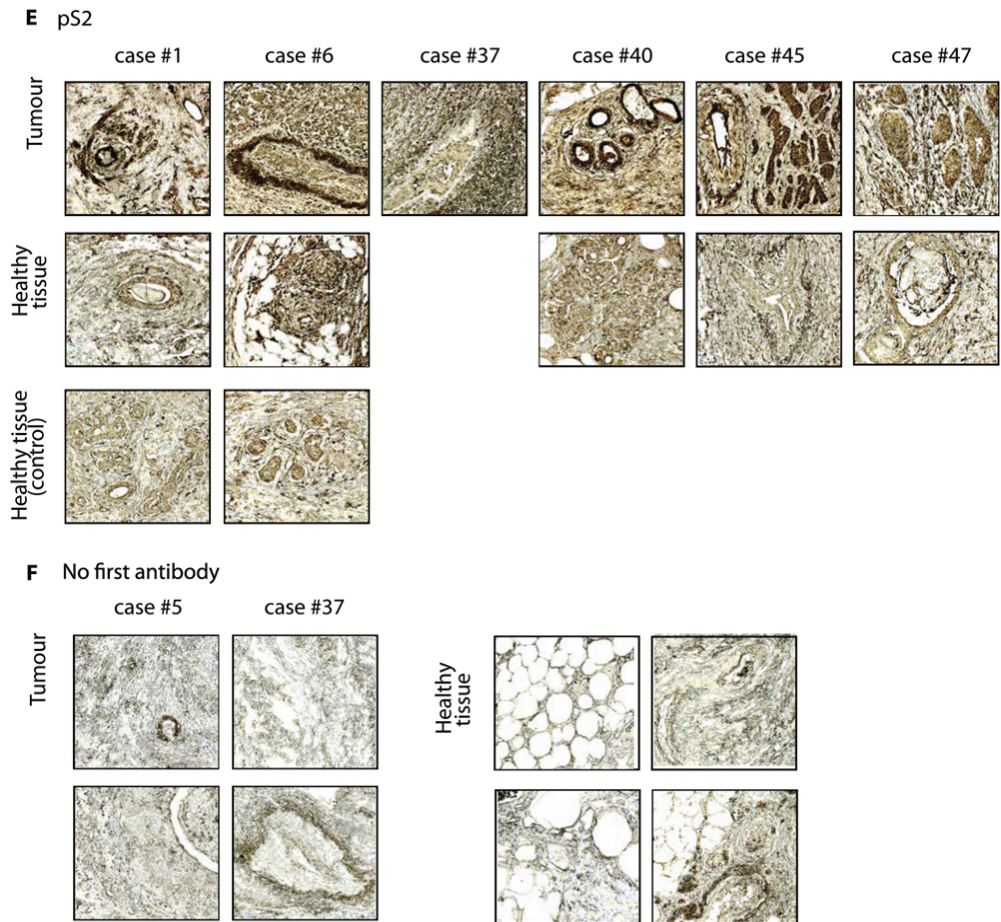 E pS2
case #1 case #6 case #37 case #40 case #45 case #47
Tumour
Healthy
tissue
Healthy tissue
(control)
F No first antibody
case #5 case #37
Tumour
Healthy
tissue